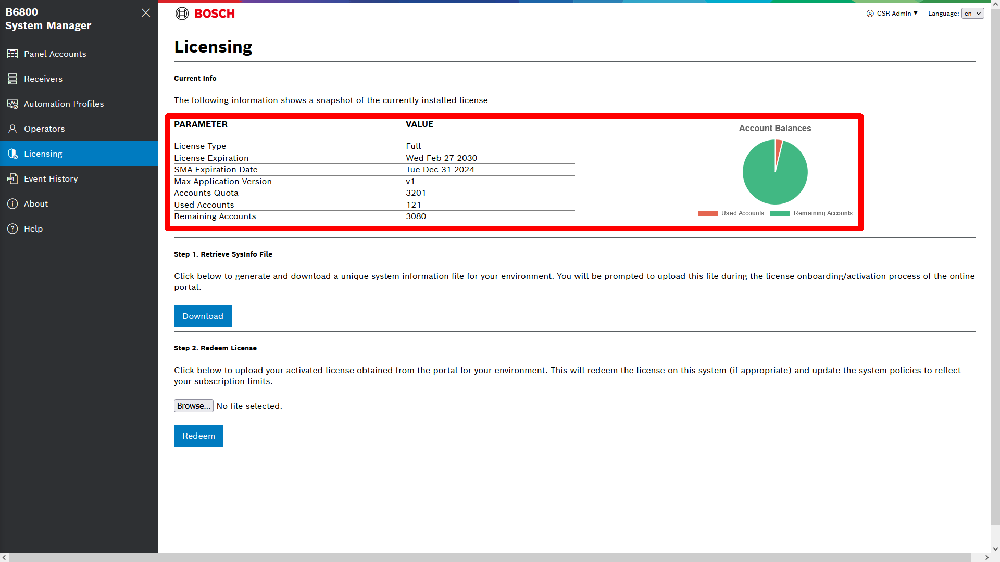 B6800
System Manager
Panel Accounts
Receivers
Automation Profiles
Operators
Licensing
Event History
About
Help
BOSCH
CSR Admin
Language: en
Licensing
Current Info
The following information shows a snapshot of the currently installed license
PARAMETER VALUE
License Type Full
License Expiration Wed Feb 27 2030
SMA Expiration Date Tue Dec 31 2024
Max Application Version v1
Accounts Quota 3201
Used Accounts 121
Remaining Accounts 3080
Account Balances
Used Accounts Remaining Accounts
Step 1. Retrieve SysInfo File
Click below to generate and download a unique system information file for your environment. You will be prompted to upload this file during the license onboarding/activation process of the online
portal.
Download
Step 2. Redeem License
Click below to upload your activated license obtained from the portal for your environment. This will redeem the license on this system (if appropriate) and update the system policies to reflect
your subscription limits.
Browse... No file selected.
Redeem